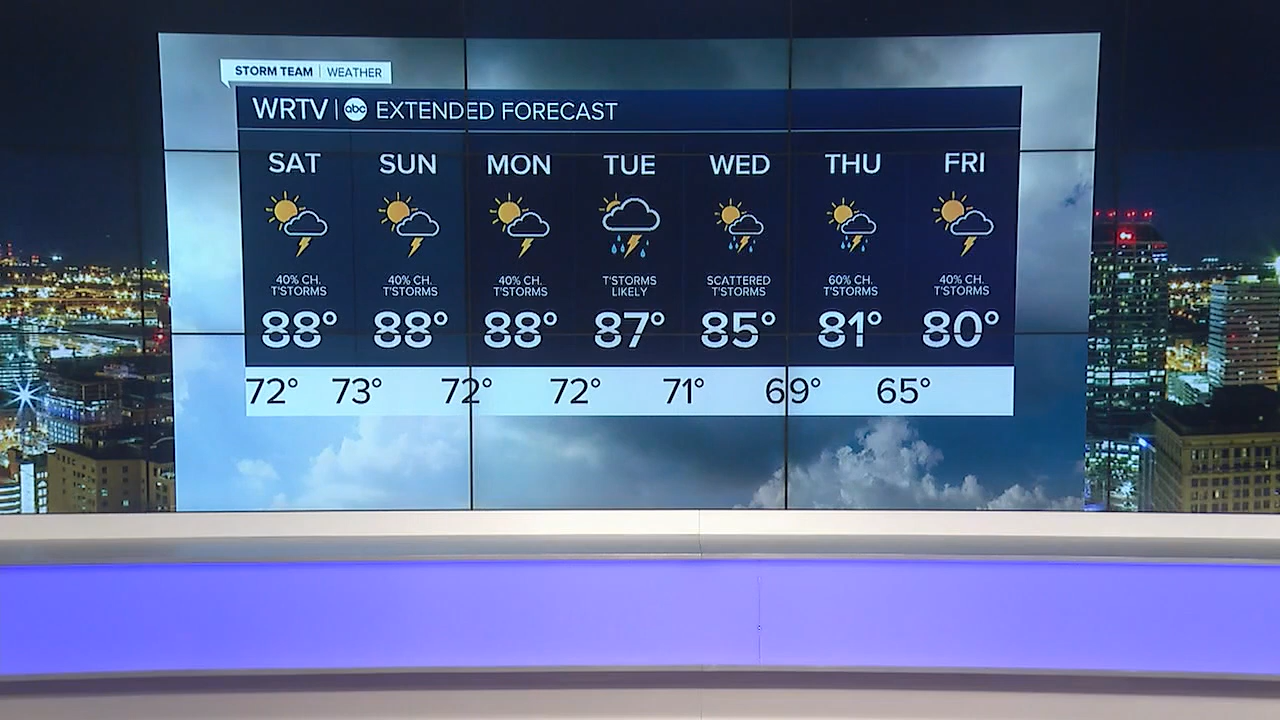 STORM TEAM | WEATHER
WRTV | abc EXTENDED FORECAST
SAT SUN MON TUE WED THU FRI
40% CH. 40% CH. 40% CH. T'STORMS SCATTERED 60% CH. 40% CH.
T'STORMS T'STORMS T'STORMS LIKELY T'STORMS T'STORMS T'STORMS
88° 88° 88° 87° 85° 81° 80°
72° 73° 72° 72° 71° 69° 65°